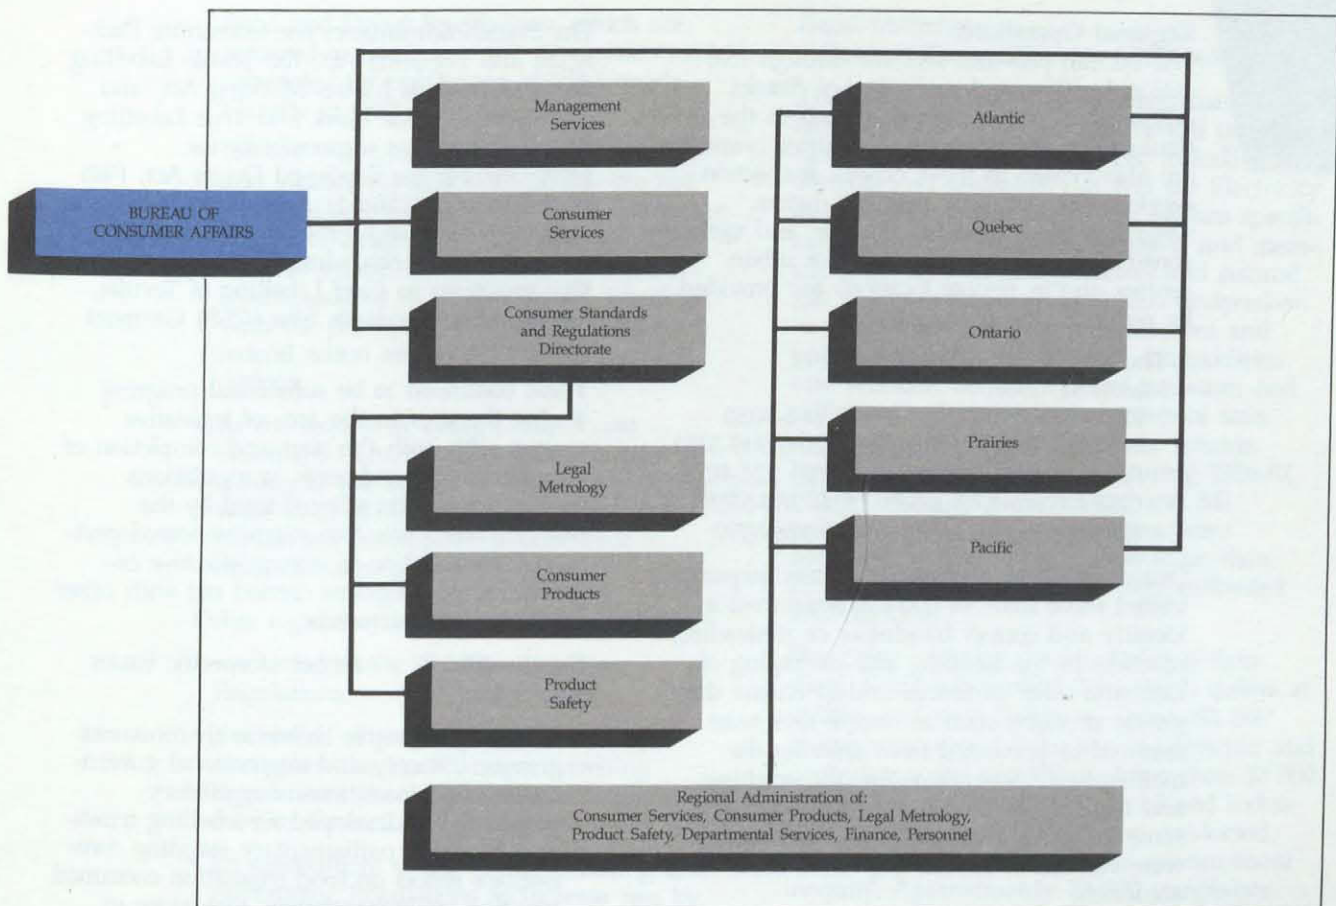 BUREAU OF
CONSUMER AFFAIRS
Management
Services
Consumer
Services
Consumer Standards
and Regulations
Directorate
Legal
Metrology
Consumer
Products
Product
Safety
Atlantic
Quebec
Ontario
Prairies
Pacific
Regional Administration of:
Consumer Services, Consumer Products, Legal Metrology,
Product Safety, Departmental Services, Finance, Personnel